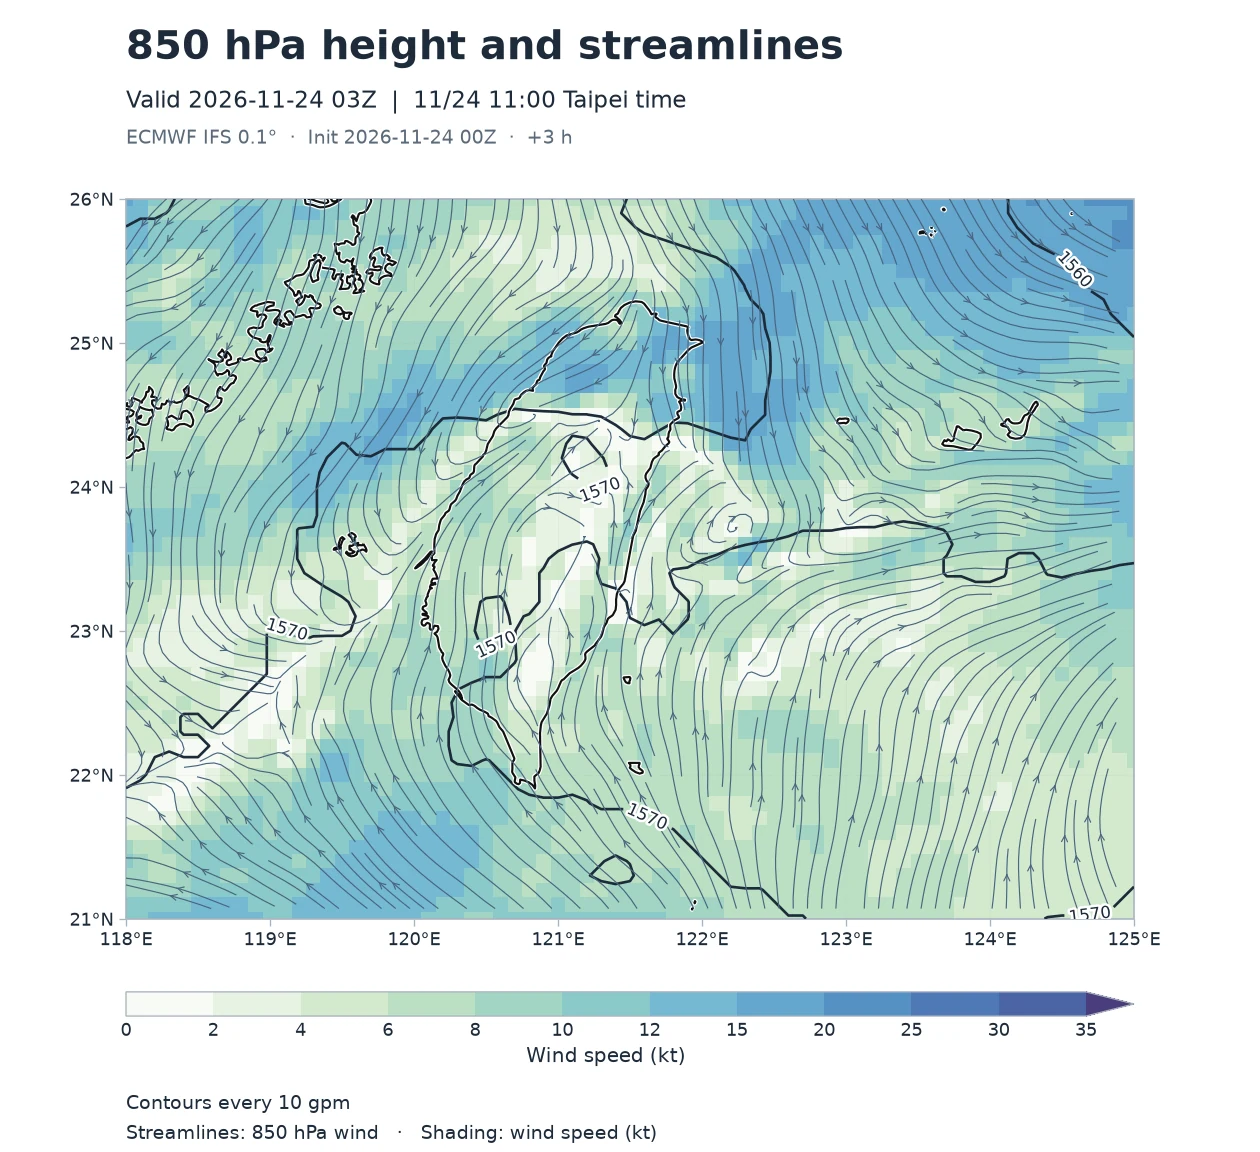 850 hPa height and streamlines
Valid 2026-11-24 03Z | 11/24 11:00 Taipei time
ECMWF IFS 0.1° · Init 2026-11-24 00Z · +3 h
26°N
1560
25°N
24°N
1570
23°N
1570
1570
22°N
1570
21°N
1570
118°E 119°E 120°E 121°E 122°E 123°E 124°E 125°E
0 2 4 6 8 10 12 15 20 25 30 35
Wind speed (kt)
Contours every 10 gpm
Streamlines: 850 hPa wind · Shading: wind speed (kt)